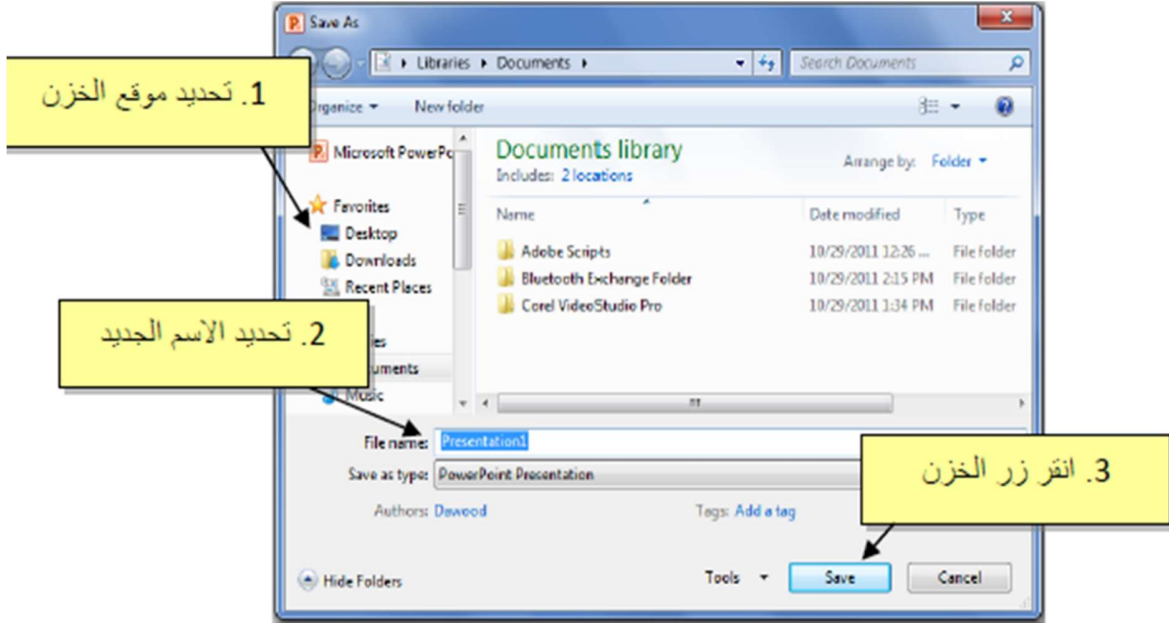 Save As
Libraries ▸ Documents ▸
Search Documents
1. تحديد موقع الخزن
Organize
New folder
Microsoft PowerPo
Documents library
Includes: 2 locations
Arrange by: Folder
Favorites
Name Date modified Type
Desktop
Downloads
Recent Places
Adobe Scripts 10/29/2011 12:26 ... File folder
Bluetooth Exchange Folder 10/29/2011 2:15 PM File folder
Corel VideoStudio Pro 10/29/2011 1:34 PM File folder
2. تحديد الاسم الجديد
Music
File name: Presentation1
Save as type: PowerPoint Presentation
Authors: Dawood Tags: Add a tag
3. انقر زر الخزن
Hide Folders
Tools Save Cancel